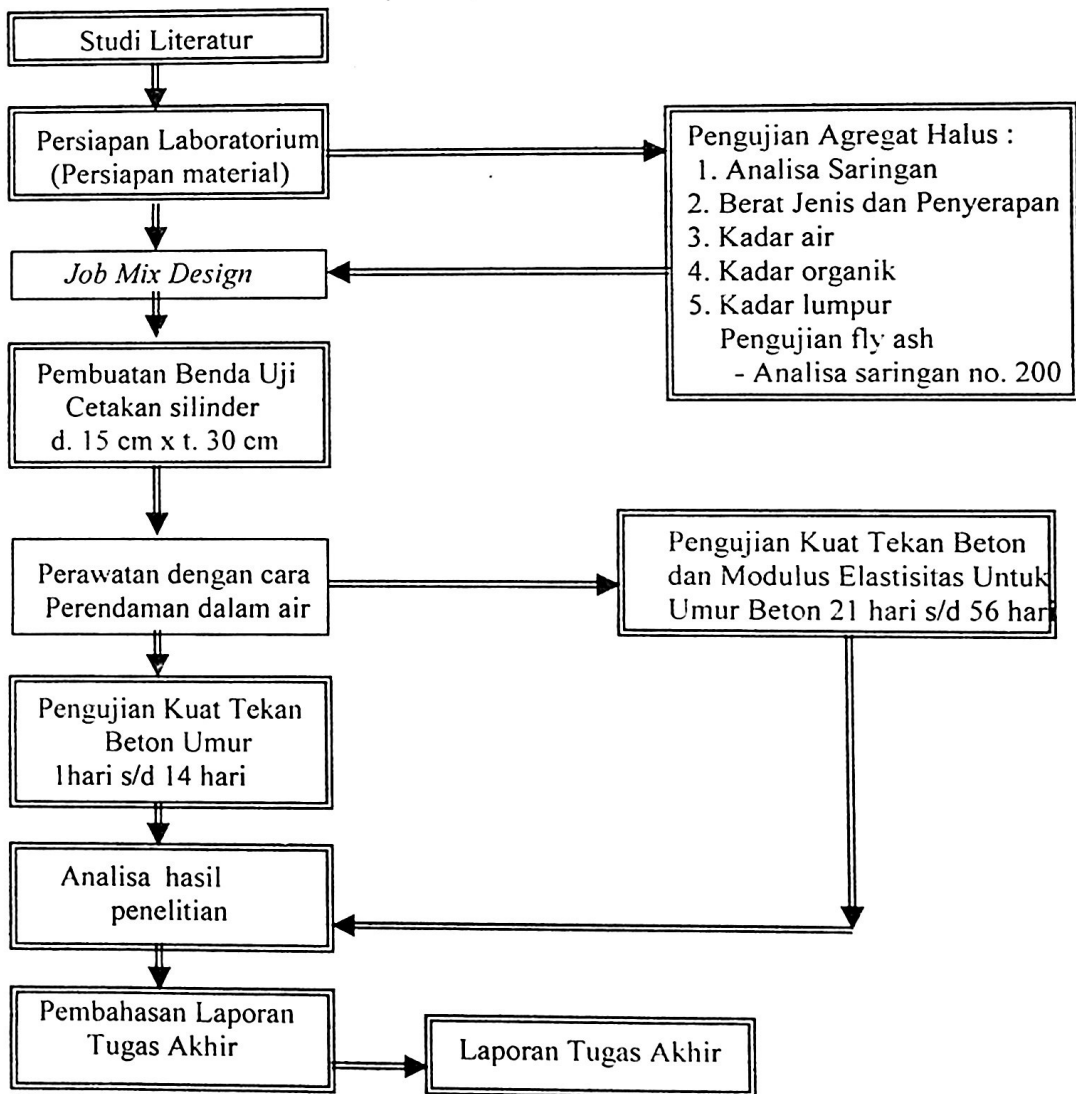 Studi Literatur
Persiapan Laboratorium
(Persiapan material)
Pengujian Agregat Halus :
1. Analisa Saringan
2. Berat Jenis dan Penyerapan
3. Kadar air
4. Kadar organik
5. Kadar lumpur
Pengujian fly ash
- Analisa saringan no. 200
Job Mix Design
Pembuatan Benda Uji
Cetakan silinder
d. 15 cm x t. 30 cm
Perawatan dengan cara
Perendaman dalam air
Pengujian Kuat Tekan Beton
dan Modulus Elastisitas Untuk
Umur Beton 21 hari s/d 56 hari
Pengujian Kuat Tekan
Beton Umur
1hari s/d 14 hari
Analisa hasil
penelitian
Pembahasan Laporan
Tugas Akhir
Laporan Tugas Akhir